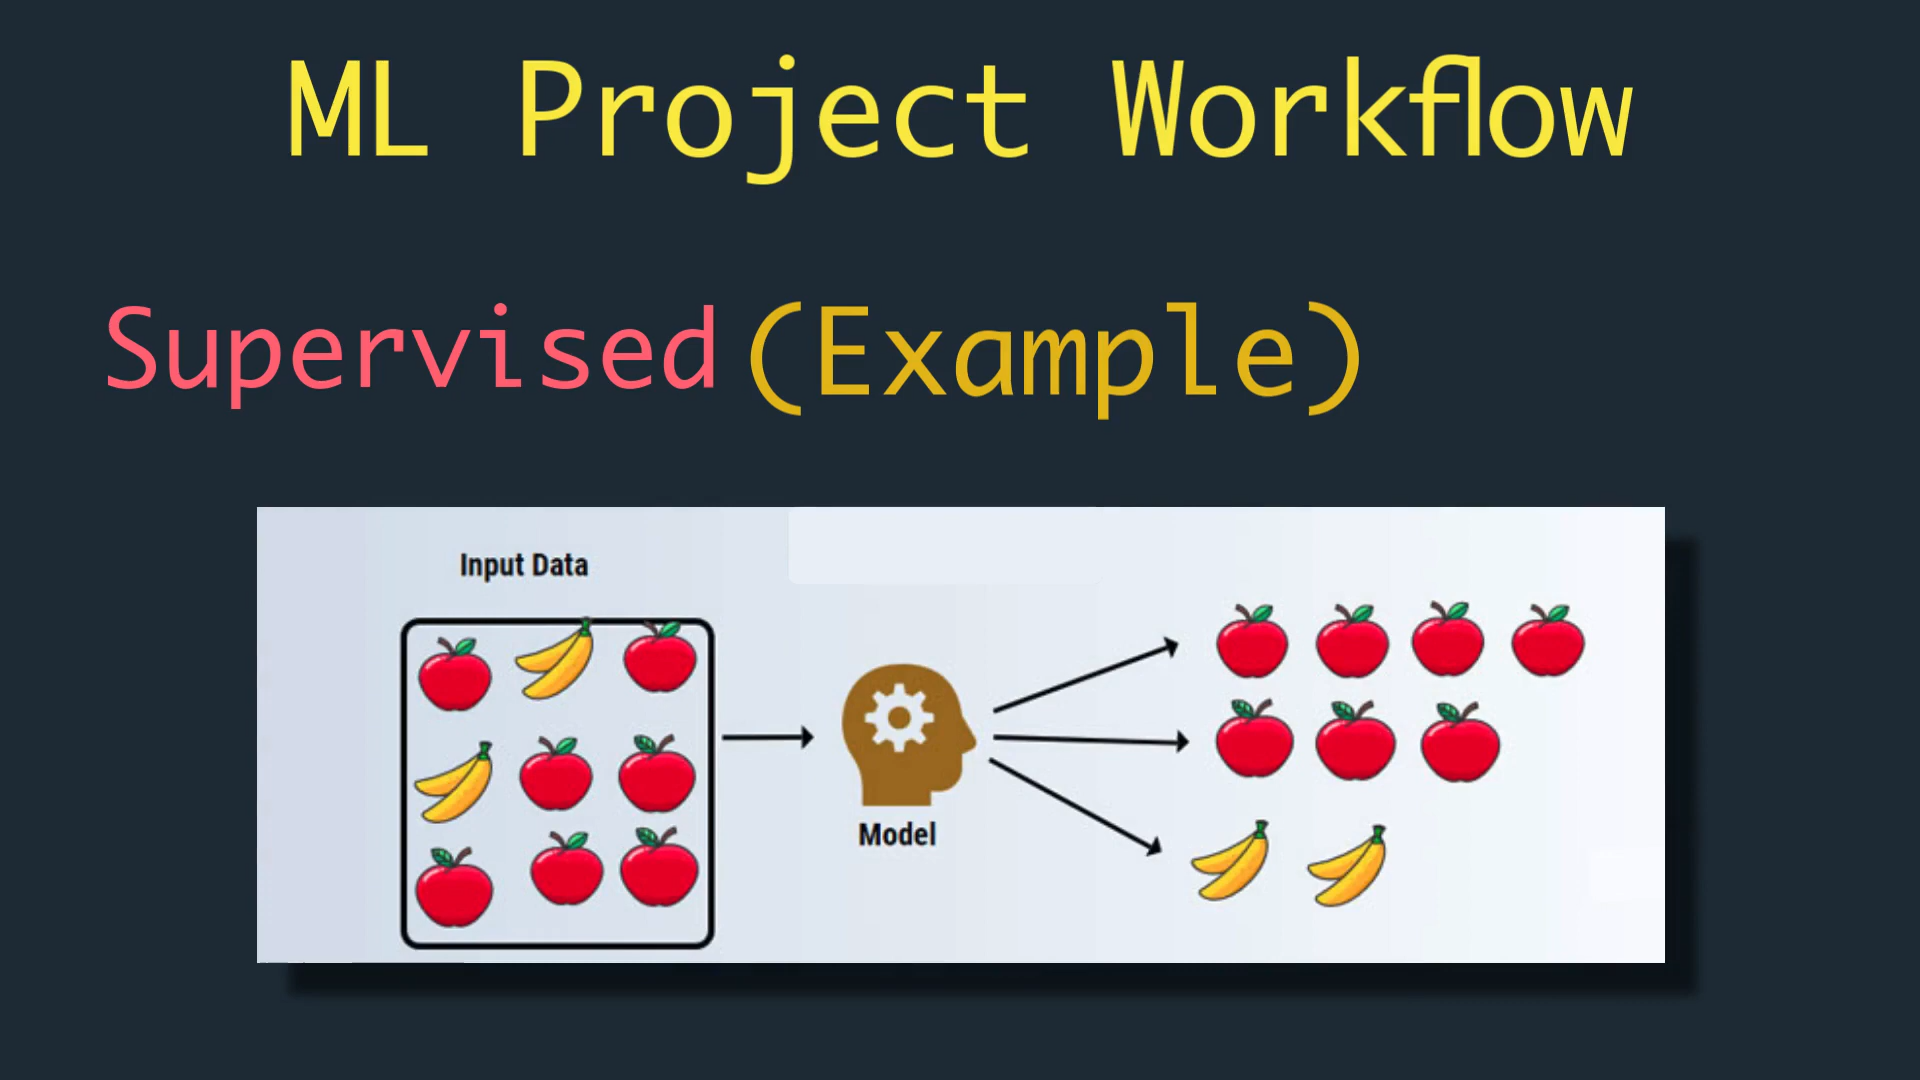 ML Project Workflow
Supervised (Example)
Input Data
Model